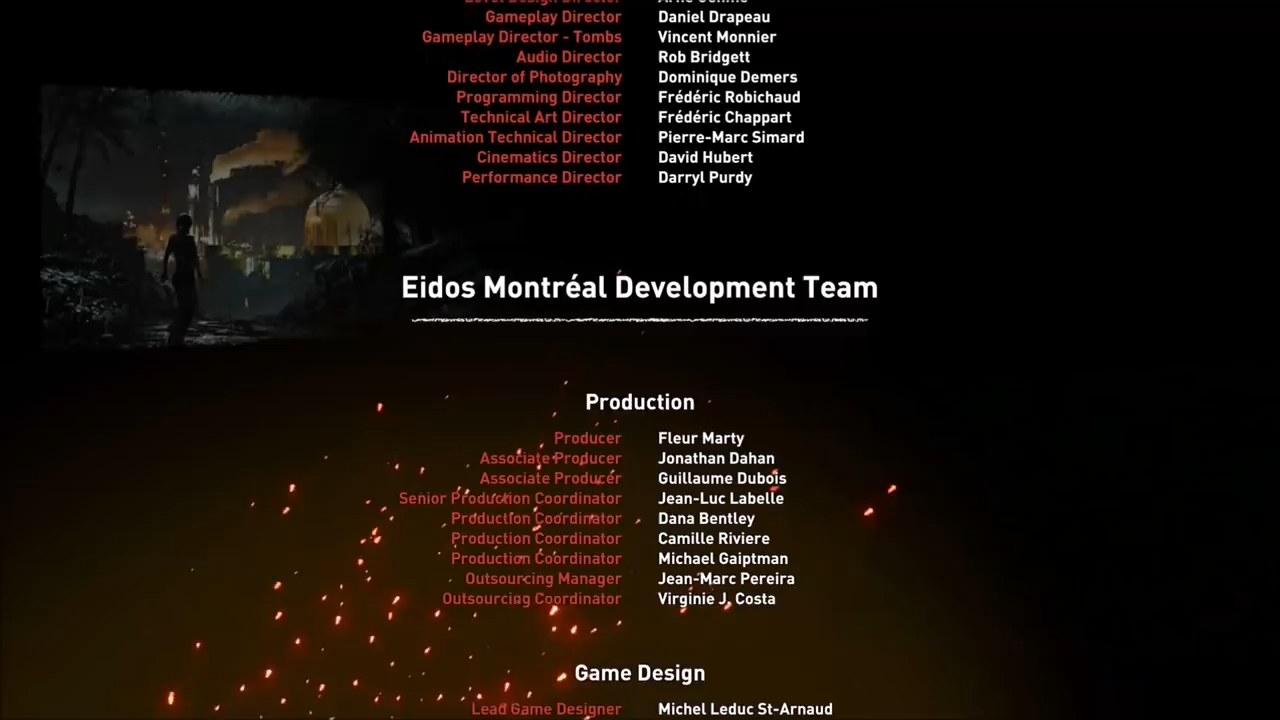 Gameplay Director Daniel Drapeau
Gameplay Director - Tombs Vincent Monnier
Audio Director Rob Bridgett
Director of Photography Dominique Demers
Programming Director Frédéric Robichaud
Technical Art Director Frédéric Chappart
Animation Technical Director Pierre-Marc Simard
Cinematics Director David Hubert
Performance Director Darryl Purdy
Eidos Montréal Development Team
Production
Producer Fleur Marty
Associate Producer Jonathan Dahan
Associate Producer Guillaume Dubois
Senior Production Coordinator Jean-Luc Labelle
Production Coordinator Dana Bentley
Production Coordinator Camille Riviere
Production Coordinator Michael Gaiptman
Outsourcing Manager Jean-Marc Pereira
Outsourcing Coordinator Virginie J. Costa
Game Design
Lead Game Designer Michel Leduc St-Arnaud